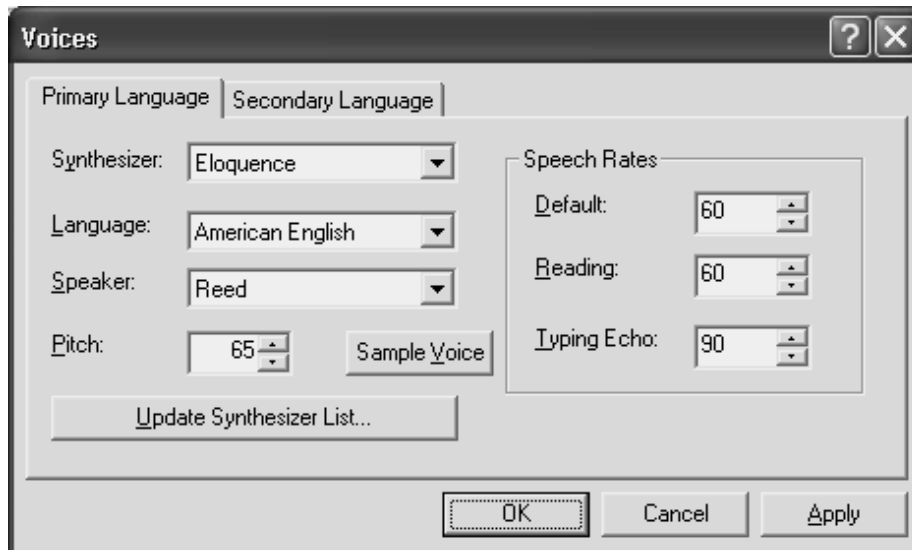 Voices
Primary Language
Secondary Language
Synthesizer:
Eloquence
Language:
American English
Speaker:
Reed
Pitch:
65
Sample Voice
Update Synthesizer List...
Speech Rates
Default:
60
Reading:
60
Typing Echo:
90
OK
Cancel
Apply